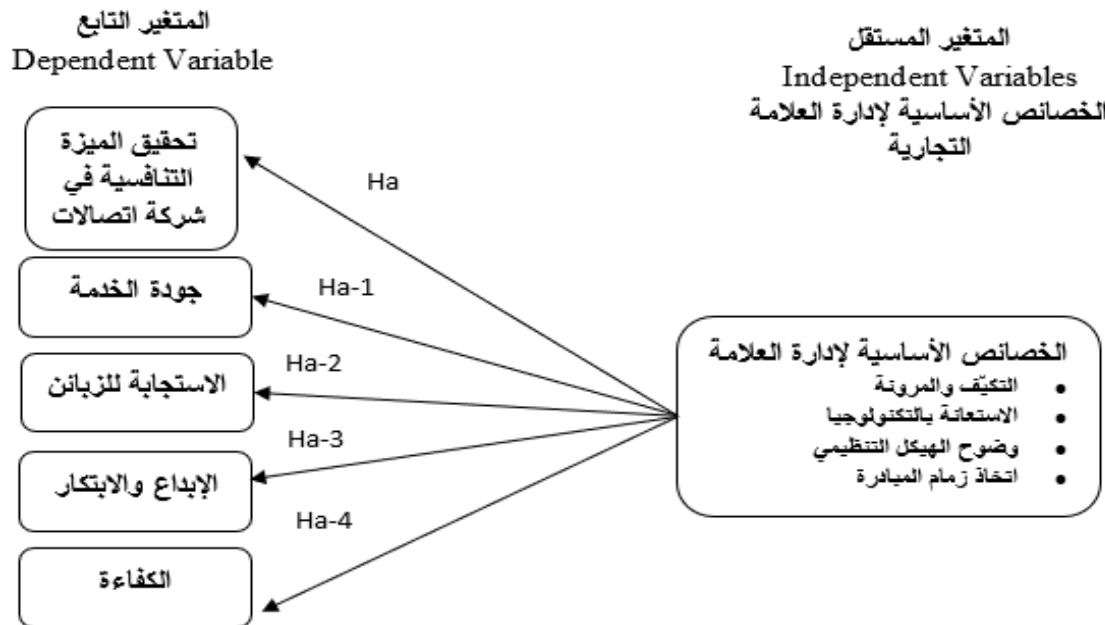 المتغير المستقل
Independent Variables
الخصائص الأساسية لإدارة العلامة
التجارية
المتغير التابع
Dependent Variable
الخصائص الأساسية لإدارة العلامة
التكيّف والمرونة
الاستعانة بالتكنولوجيا
وضوح الهيكل التنظيمي
اتخاذ زمام المبادرة
Ha
Ha-1
Ha-2
Ha-3
Ha-4
تحقيق الميزة
التنافسية في
شركة اتصالات
جودة الخدمة
الاستجابة للزبائن
الإبداع والابتكار
الكفاءة